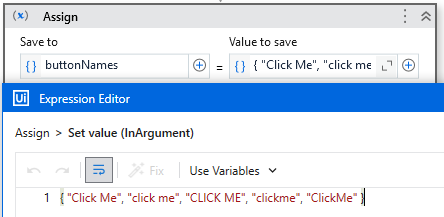 Assign
Save to
Value to save
{ } buttonNames
=
{ } { "Click Me", "click me
Ui Expression Editor
Assign > Set value (InArgument)
Fix
Use Variables
1 { "Click Me", "click me", "CLICK ME", "clickme", "ClickMe" }